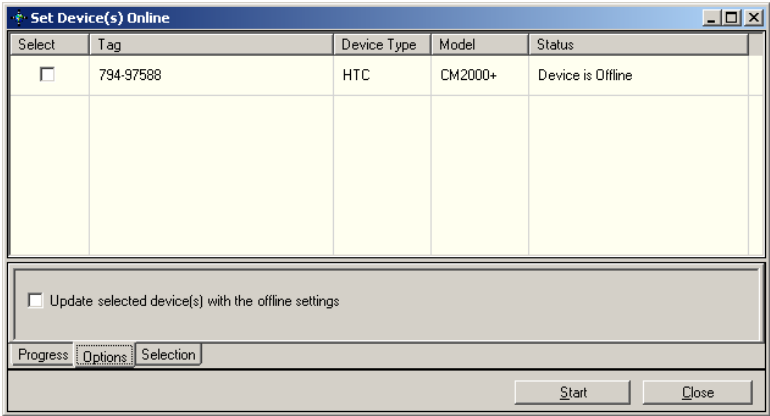 Set Device(s) Online
Select Tag Device Type Model Status
794-97588 HTC CM2000+ Device is Offline
Update selected device(s) with the offline settings
Progress Options Selection
Start Close